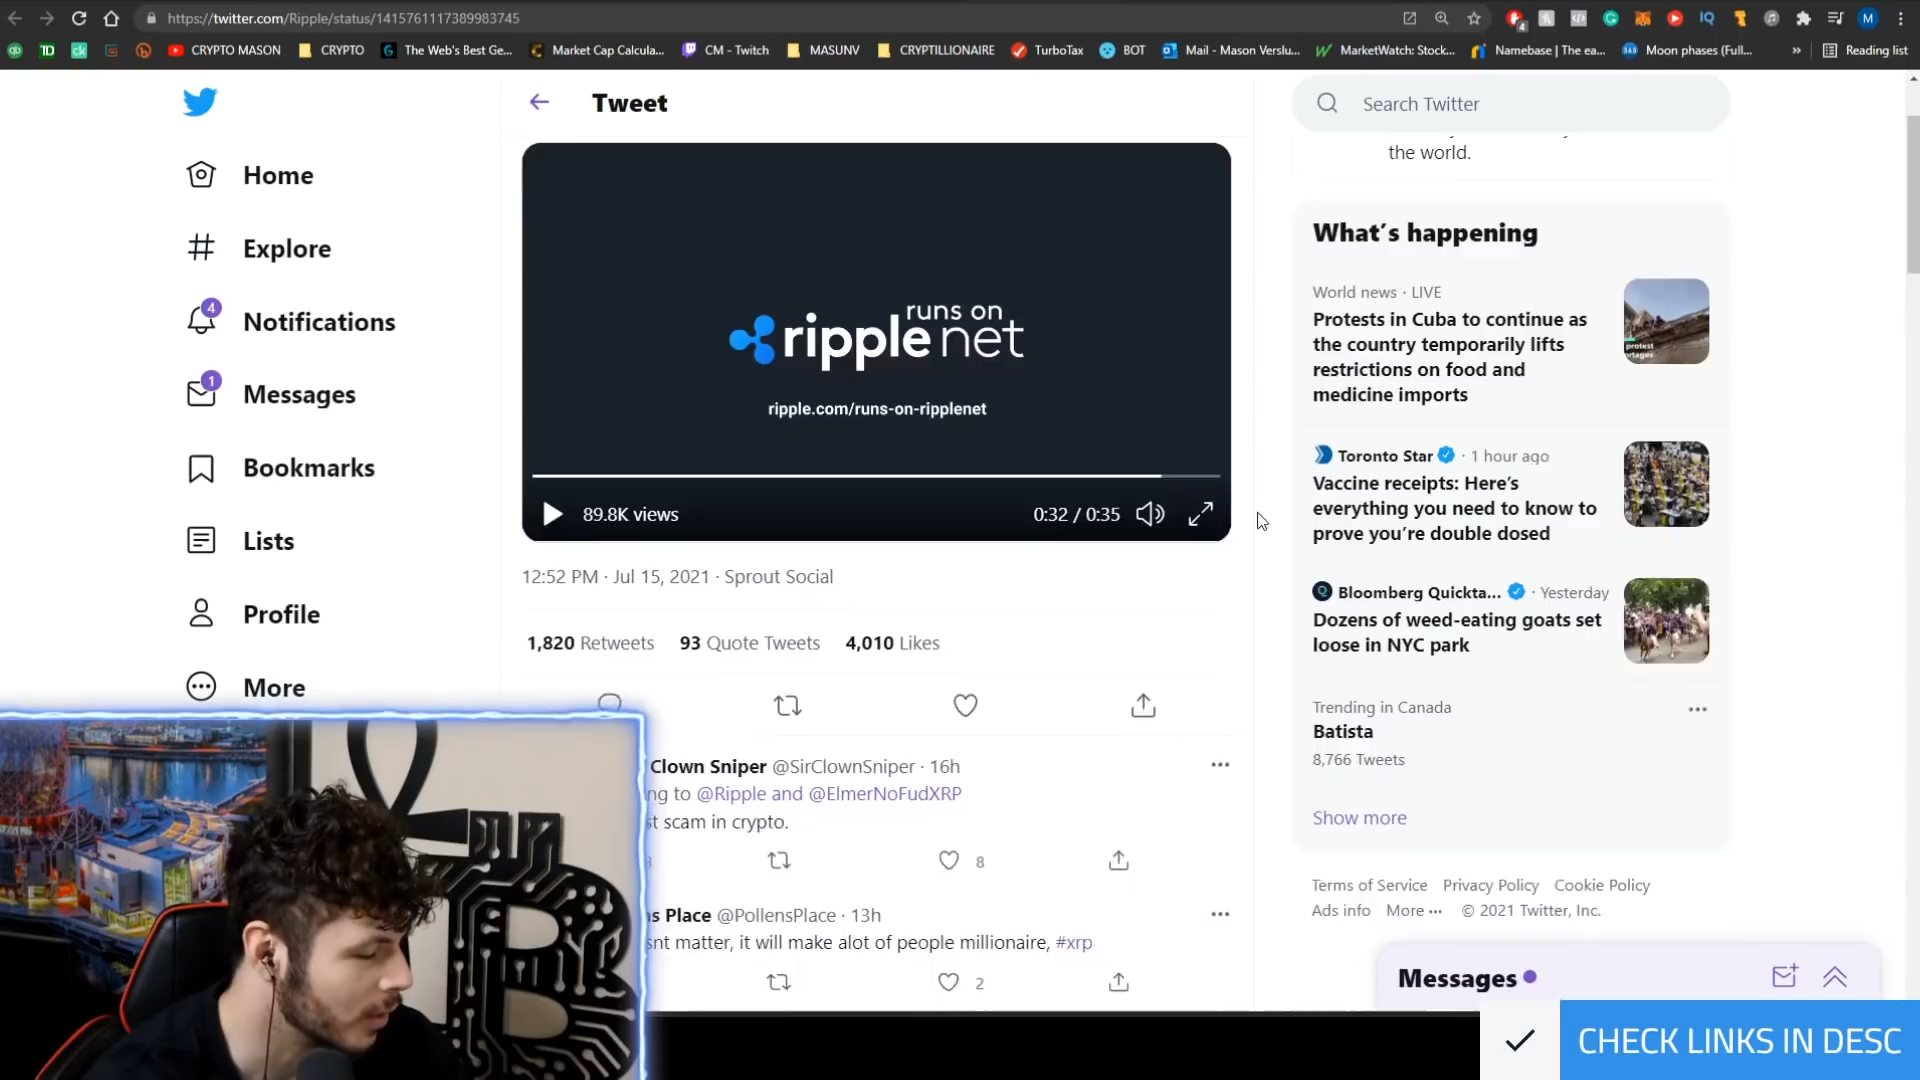 https://twitter.com/Ripple/status/1415761117389983745
CRYPTO MASON
CRYPTO
The Web's Best Ge...
Market Cap Calcula...
CM - Twitch
MASUNV
CRYPTILLIONAIRE
TurboTax
BOT
Mail - Mason Verslu...
MarketWatch: Stock...
Namebase | The ea...
Moon phases (Full...
»
Reading list
Tweet
Home
Explore
4
Notifications
1
Messages
Bookmarks
Lists
Profile
More
runs on
ripplenet
ripple.com/runs-on-ripplenet
89.8K views
0:32 / 0:35
12:52 PM · Jul 15, 2021 · Sprout Social
1,820 Retweets 93 Quote Tweets 4,010 Likes
Clown Sniper @SirClownSniper · 16h
ng to @Ripple and @ElmerNoFudXRP
st scam in crypto.
8
s Place @PollensPlace · 13h
snt matter, it will make alot of people millionaire, #xrp
2
Search Twitter
the world.
What's happening
World news · LIVE
Protests in Cuba to continue as
the country temporarily lifts
restrictions on food and
medicine imports
Toronto Star · 1 hour ago
Vaccine receipts: Here's
everything you need to know to
prove you're double dosed
Bloomberg Quickta... · Yesterday
Dozens of weed-eating goats set
loose in NYC park
Trending in Canada
Batista
8,766 Tweets
Show more
Terms of Service Privacy Policy Cookie Policy
Ads info More ··· © 2021 Twitter, Inc.
Messages
CHECK LINKS IN DESC